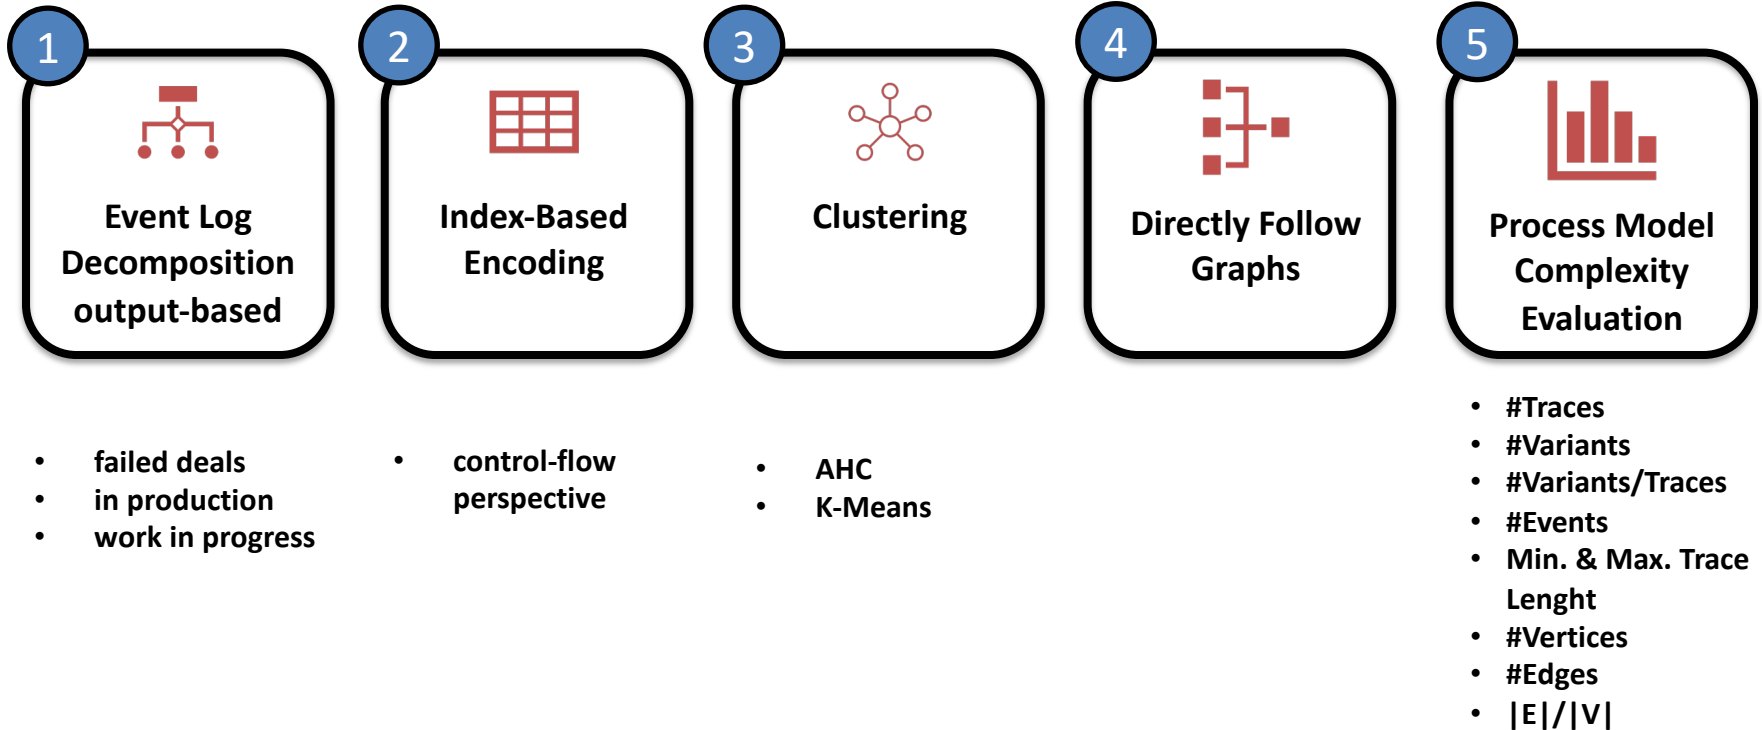 1
Event Log
Decomposition
output-based
• failed deals
• in production
• work in progress
2
Index-Based
Encoding
• control-flow
perspective
3
Clustering
• AHC
• K-Means
4
Directly Follow
Graphs
5
Process Model
Complexity
Evaluation
• #Traces
• #Variants
• #Variants/Traces
• #Events
• Min. & Max. Trace
Lenght
• #Vertices
• #Edges
• |E|/|V|